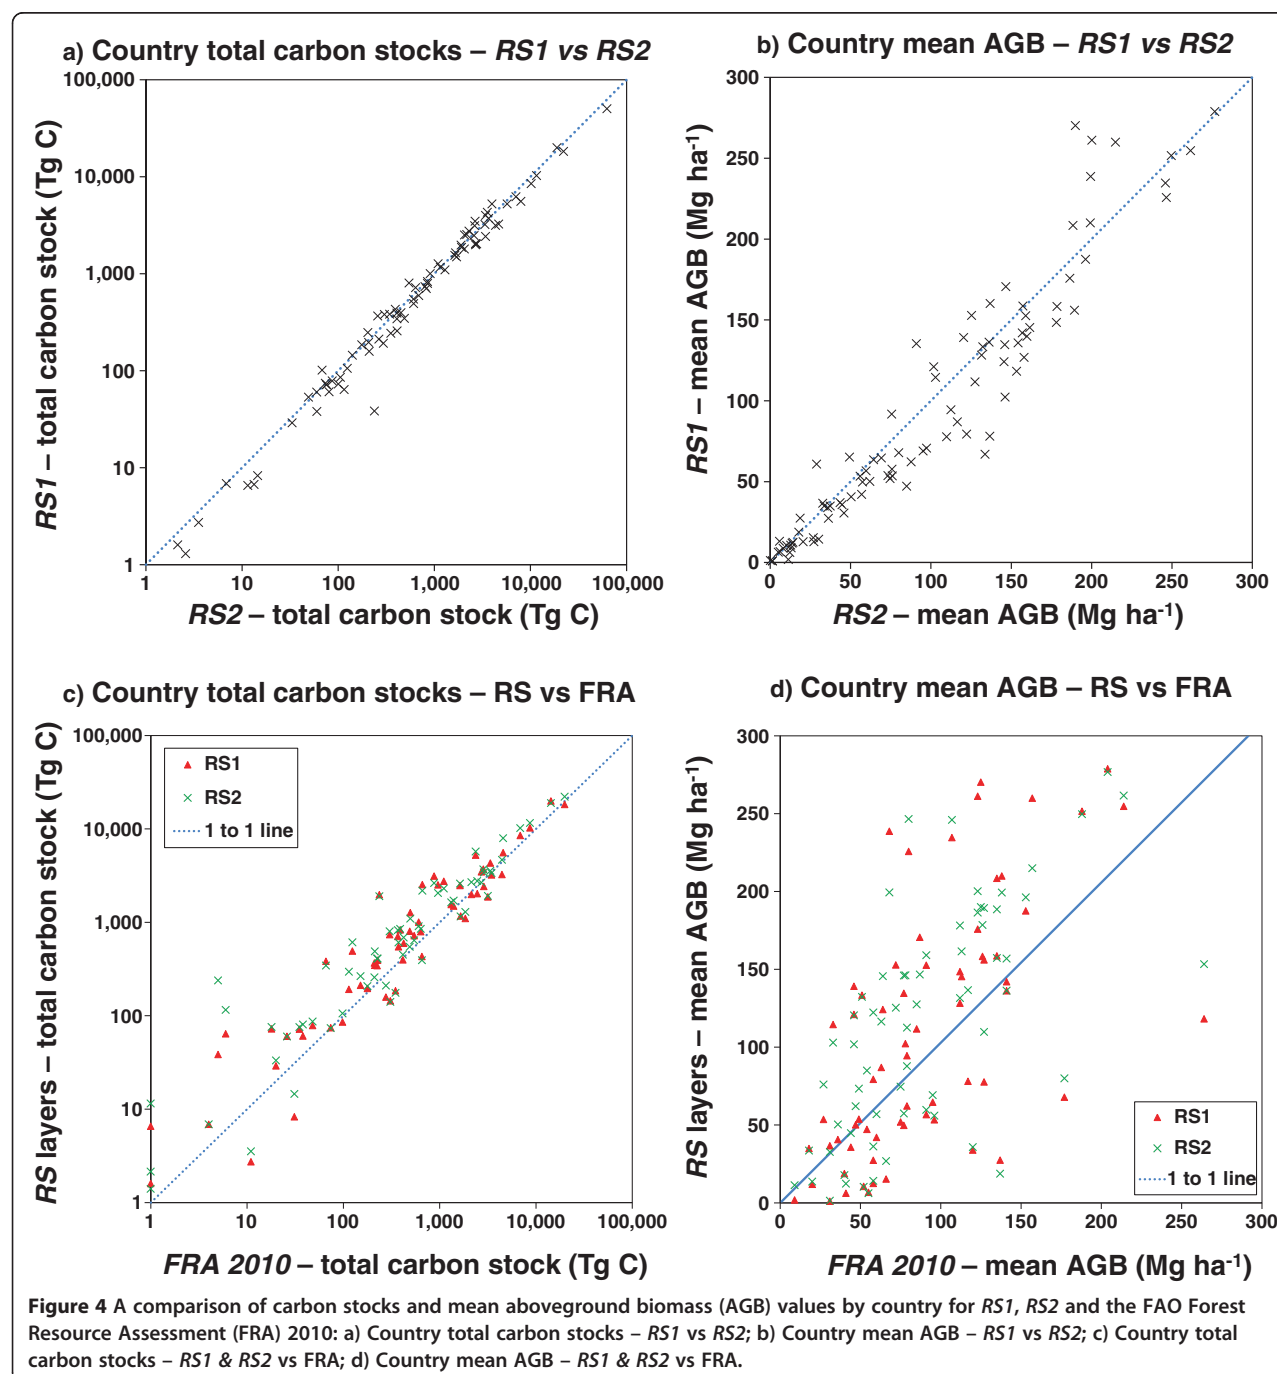 a) Country total carbon stocks – RS1 vs RS2
100,000
10,000
1,000
100
10
1
RS1 – total carbon stock (Tg C)
1 10 100 1,000 10,000 100,000
RS2 – total carbon stock (Tg C)
b) Country mean AGB – RS1 vs RS2
300
250
200
150
100
50
0
RS1 – mean AGB (Mg ha-1)
0 50 100 150 200 250 300
RS2 – mean AGB (Mg ha-1)
c) Country total carbon stocks – RS vs FRA
100,000
10,000
1,000
100
10
1
RS layers – total carbon stock (Tg C)
RS1
RS2
1 to 1 line
1 10 100 1,000 10,000 100,000
FRA 2010 – total carbon stock (Tg C)
d) Country mean AGB – RS vs FRA
300
250
200
150
100
50
0
RS layers – mean AGB (Mg ha-1)
RS1
RS2
1 to 1 line
0 50 100 150 200 250 300
FRA 2010 – mean AGB (Mg ha-1)
Figure 4 A comparison of carbon stocks and mean aboveground biomass (AGB) values by country for RS1, RS2 and the FAO Forest
Resource Assessment (FRA) 2010: a) Country total carbon stocks – RS1 vs RS2; b) Country mean AGB – RS1 vs RS2; c) Country total
carbon stocks – RS1 & RS2 vs FRA; d) Country mean AGB – RS1 & RS2 vs FRA.